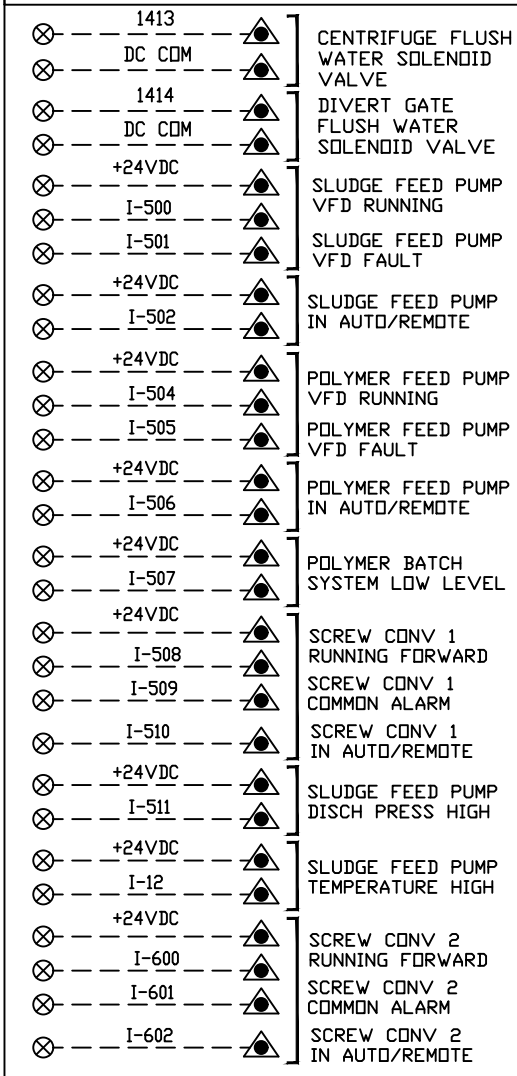 1413
DC COM
CENTRIFUGE FLUSH
WATER SOLENOID
VALVE
1414
DC COM
DIVERT GATE
FLUSH WATER
SOLENOID VALVE
+24VDC
I-500
I-501
SLUDGE FEED PUMP
VFD RUNNING
SLUDGE FEED PUMP
VFD FAULT
+24VDC
I-502
SLUDGE FEED PUMP
IN AUTO/REMOTE
+24VDC
I-504
I-505
POLYMER FEED PUMP
VFD RUNNING
POLYMER FEED PUMP
VFD FAULT
+24VDC
I-506
POLYMER FEED PUMP
IN AUTO/REMOTE
+24VDC
I-507
POLYMER BATCH
SYSTEM LOW LEVEL
+24VDC
I-508
I-509
I-510
SCREW CONV 1
RUNNING FORWARD
SCREW CONV 1
COMMON ALARM
SCREW CONV 1
IN AUTO/REMOTE
+24VDC
I-511
SLUDGE FEED PUMP
DISCH PRESS HIGH
+24VDC
I-12
SLUDGE FEED PUMP
TEMPERATURE HIGH
+24VDC
I-600
I-601
I-602
SCREW CONV 2
RUNNING FORWARD
SCREW CONV 2
COMMON ALARM
SCREW CONV 2
IN AUTO/REMOTE